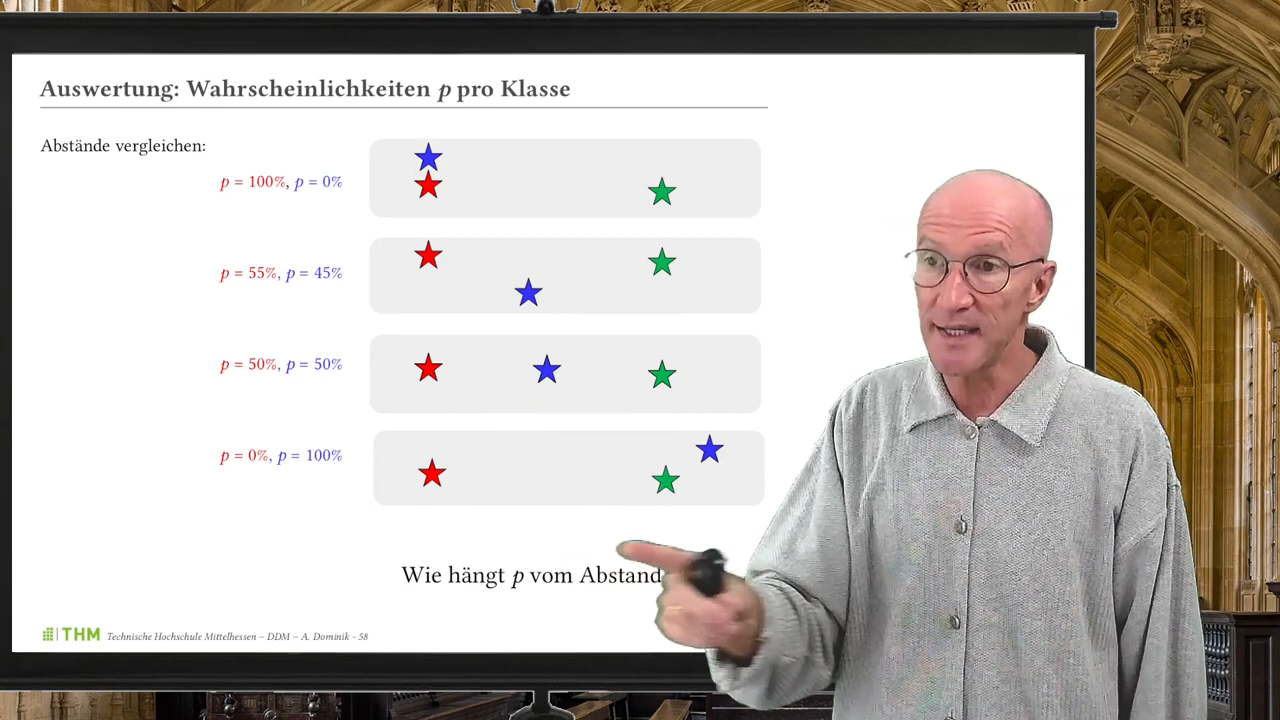 Auswertung: Wahrscheinlichkeiten p pro Klasse
Abstände vergleichen:
p = 100%, p = 0%
p = 55%, p = 45%
p = 50%, p = 50%
p = 0%, p = 100%
Wie hängt p vom Abstand
THM Technische Hochschule Mittelhessen – DDM – A. Dominik - 58